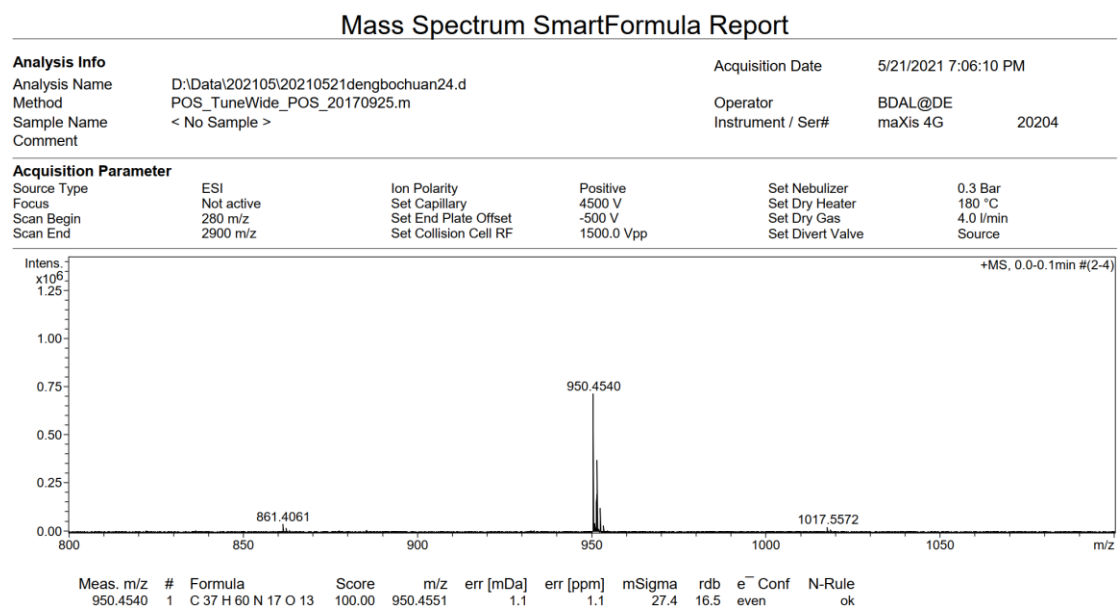 Mass Spectrum SmartFormula Report
Analysis Info
Acquisition Date 5/21/2021 7:06:10 PM
Analysis Name D:\Data\202105\20210521dengbochuan24.d
Method POS_TuneWide_POS_20170925.m
Operator BDAL@DE
Sample Name < No Sample >
Instrument / Ser# maXis 4G 20204
Comment
Acquisition Parameter
Source Type ESI Ion Polarity Positive Set Nebulizer 0.3 Bar
Focus Not active Set Capillary 4500 V Set Dry Heater 180 °C
Scan Begin 280 m/z Set End Plate Offset -500 V Set Dry Gas 4.0 l/min
Scan End 2900 m/z Set Collision Cell RF 1500.0 Vpp Set Divert Valve Source
Intens.
x10⁶
+MS, 0.0-0.1min #(2-4)
1.25
1.00
0.75
950.4540
0.50
0.25
861.4061
1017.5572
0.00
800 850 900 950 1000 1050 m/z
Meas. m/z # Formula Score m/z err [mDa] err [ppm] mSigma rdb e¯ Conf N-Rule
950.4540 1 C 37 H 60 N 17 O 13 100.00 950.4551 1.1 1.1 27.4 16.5 even ok